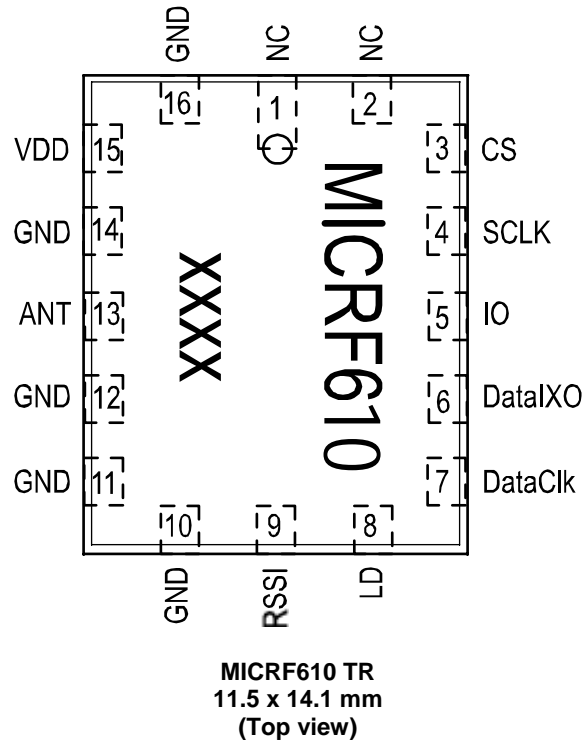 GND NC NC
16 1 2
VDD 15 3 CS
GND 14 4 SCLK
ANT 13 5 IO
GND 12 6 DataIXO
GND 11 7 DataClk
10 9 8
GND RSSI LD
MICRF610
XXXX
MICRF610 TR
11.5 x 14.1 mm
(Top view)